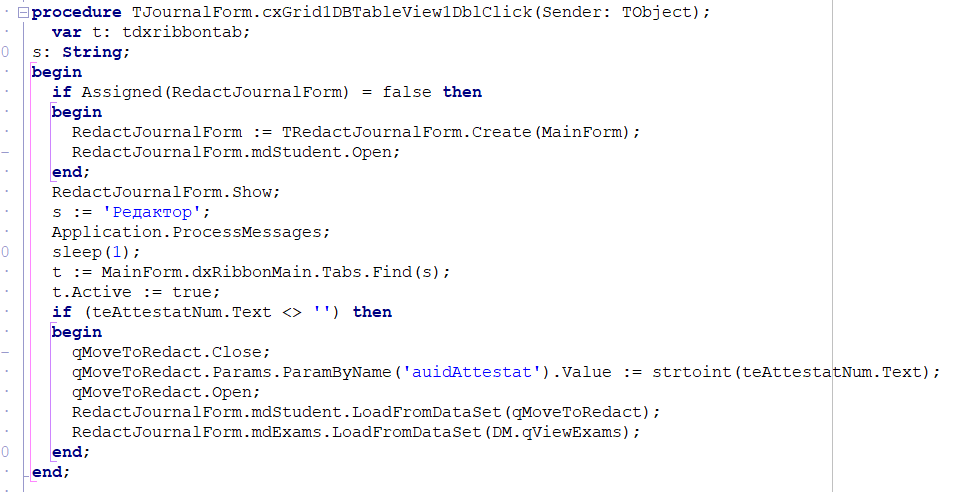 procedure TJournalForm.cxGrid1DBTableView1DblClick(Sender: TObject);
var t: tdxribbontab;
0 s: String;
begin
if Assigned(RedactJournalForm) = false then
begin
RedactJournalForm := TRedactJournalForm.Create(MainForm);
RedactJournalForm.mdStudent.Open;
end;
RedactJournalForm.Show;
s := 'Редактор';
Application.ProcessMessages;
0 sleep(1);
t := MainForm.dxRibbonMain.Tabs.Find(s);
t.Active := true;
if (teAttestatNum.Text <> '') then
begin
qMoveToRedact.Close;
qMoveToRedact.Params.ParamByName('auidAttestat').Value := strtoint(teAttestatNum.Text);
qMoveToRedact.Open;
RedactJournalForm.mdStudent.LoadFromDataSet(qMoveToRedact);
RedactJournalForm.mdExams.LoadFromDataSet(DM.qViewExams);
0 end;
end;